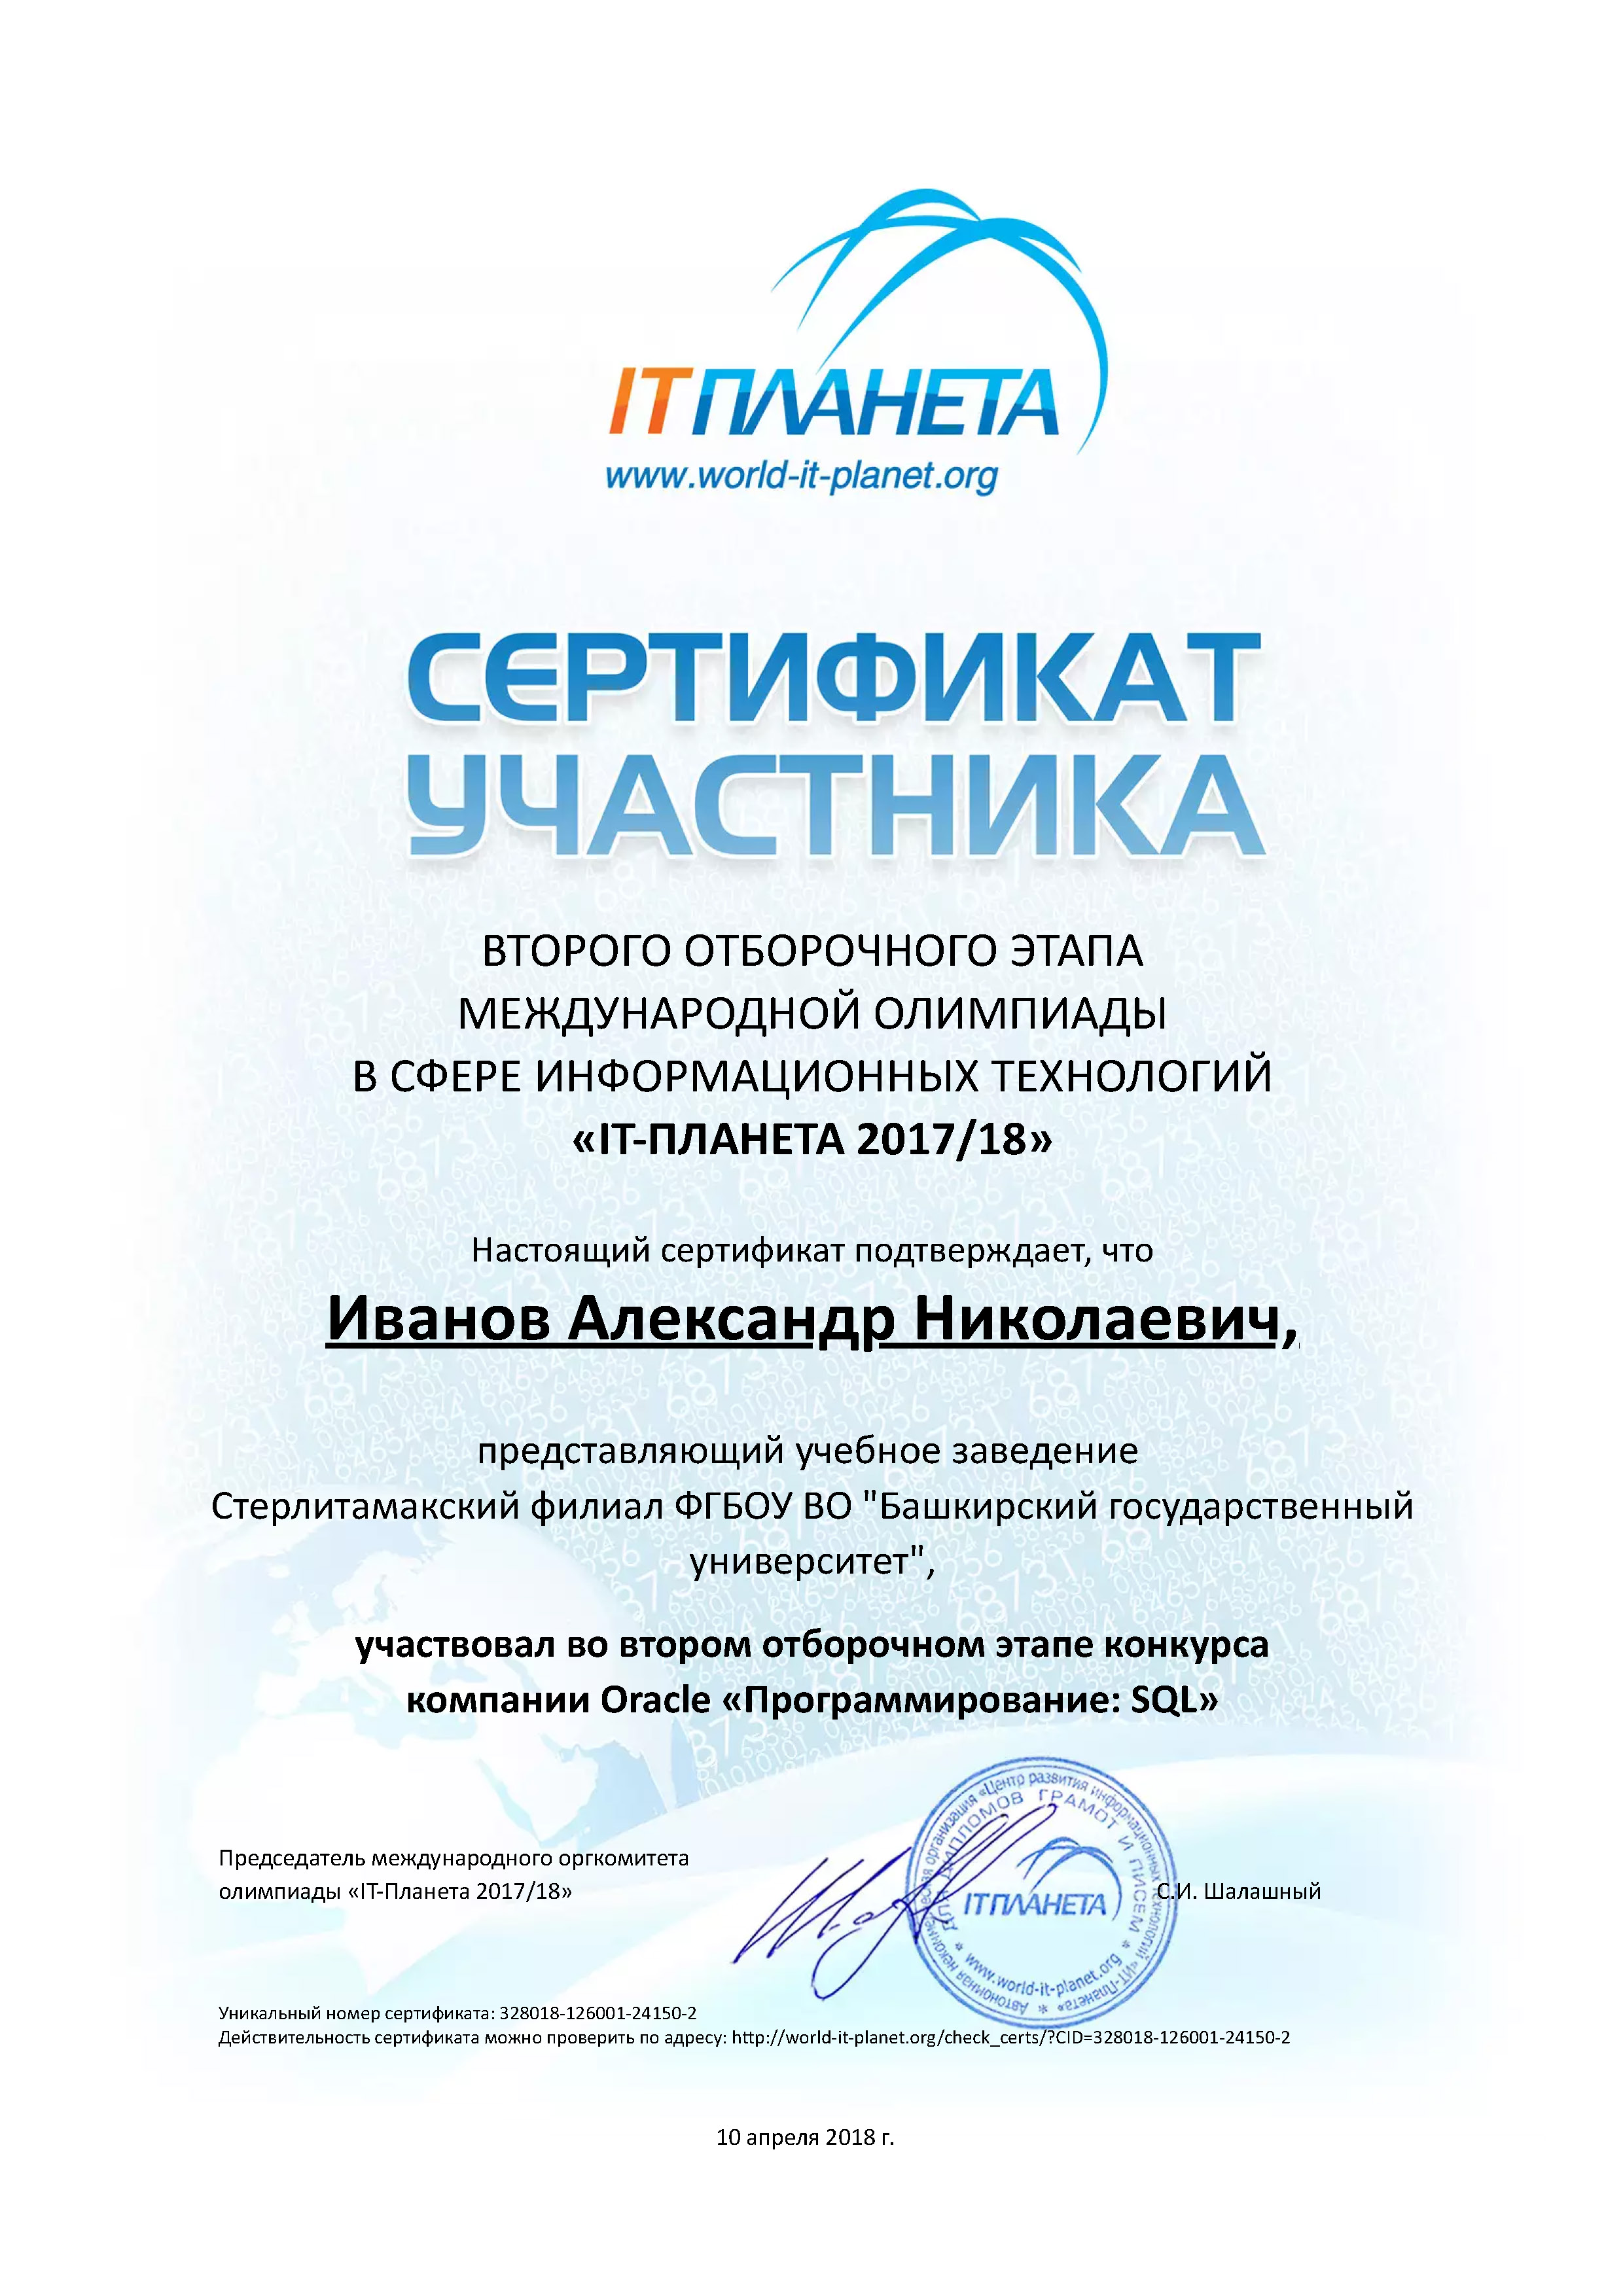 IT ПЛАНЕТА
www.world-it-planet.org
СЕРТИФИКАТ
УЧАСТНИКА
ВТОРОГО ОТБОРОЧНОГО ЭТАПА
МЕЖДУНАРОДНОЙ ОЛИМПИАДЫ
В СФЕРЕ ИНФОРМАЦИОННЫХ ТЕХНОЛОГИЙ
«IT-ПЛАНЕТА 2017/18»
Настоящий сертификат подтверждает, что
Иванов Александр Николаевич,
представляющий учебное заведение
Стерлитамакский филиал ФГБОУ ВО "Башкирский государственный
университет",
участвовал во втором отборочном этапе конкурса
компании Oracle «Программирование: SQL»
Председатель международного оргкомитета
олимпиады «IT-Планета 2017/18»
С.И. Шалашный
Автономная некоммерческая организация «Центр развития информационных технологий «ИТ-Планета»
ДЛЯ ДИПЛОМОВ ГРАМОТ И ПИСЕМ
IT ПЛАНЕТА
www.world-it-planet.org
Уникальный номер сертификата: 328018-126001-24150-2
Действительность сертификата можно проверить по адресу: http://world-it-planet.org/check_certs/?CID=328018-126001-24150-2
10 апреля 2018 г.